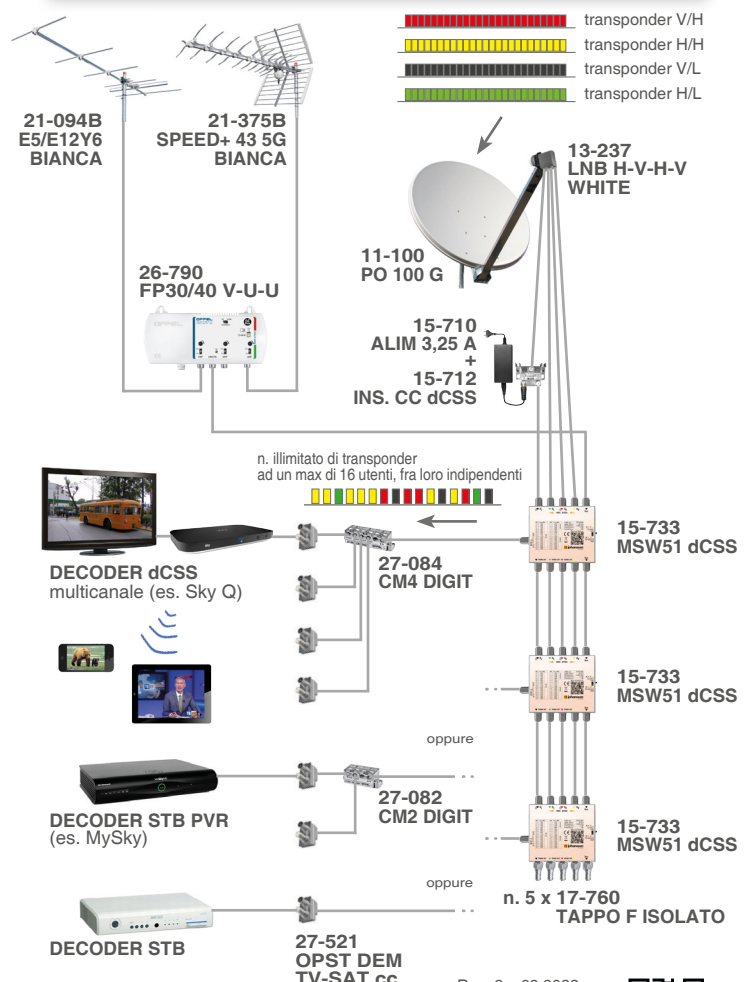 transponder V/H
transponder H/H
transponder V/L
transponder H/L
21-094B
E5/E12Y6
BIANCA
21-375B
SPEED+ 43 5G
BIANCA
13-237
LNB H-V-H-V
WHITE
11-100
PO 100 G
26-790
FP30/40 V-U-U
15-710
ALIM 3,25 A
+
15-712
INS. CC dCSS
n. illimitato di transponder
ad un max di 16 utenti, fra loro indipendenti
15-733
MSW51 dCSS
27-084
CM4 DIGIT
DECODER dCSS
multicanale (es. Sky Q)
15-733
MSW51 dCSS
oppure
27-082
CM2 DIGIT
DECODER STB PVR
(es. MySky)
15-733
MSW51 dCSS
oppure
n. 5 x 17-760
TAPPO F ISOLATO
DECODER STB
27-521
OPST DEM
TV-SAT cc